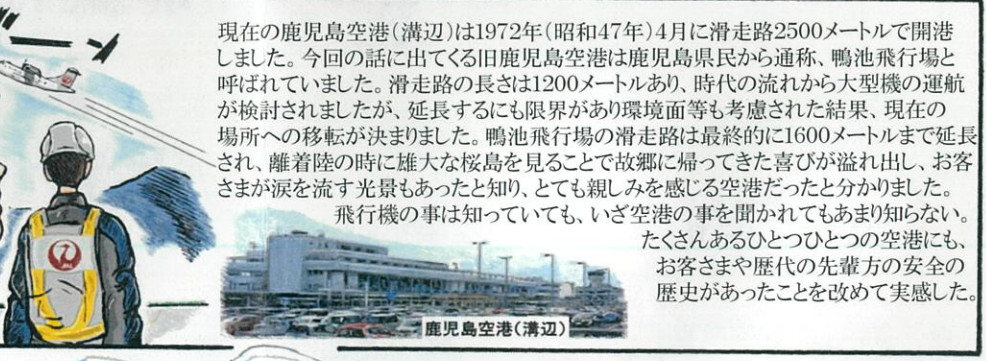 現在の鹿児島空港（溝辺）は1972年（昭和47年）4月に滑走路2500メートルで開港
しました。今回の話に出てくる旧鹿児島空港は鹿児島県民から通称、鴨池飛行場と
呼ばれていました。滑走路の長さは1200メートルあり、時代の流れから大型機の運航
が検討されましたが、延長するにも限界があり環境面等も考慮された結果、現在の
場所への移転が決まりました。鴨池飛行場の滑走路は最終的に1600メートルまで延長
され、離着陸の時に雄大な桜島を見ることで故郷に帰ってきた喜びが溢れ出し、お客
さまが涙を流す光景もあったと知り、とても親しみを感じる空港だったと分かりました。
飛行機の事は知っていても、いざ空港の事を聞かれてもあまり知らない。
たくさんあるひとつひとつの空港にも、
お客さまや歴代の先輩方の安全の
歴史があったことを改めて実感した。
鹿児島空港（溝辺）